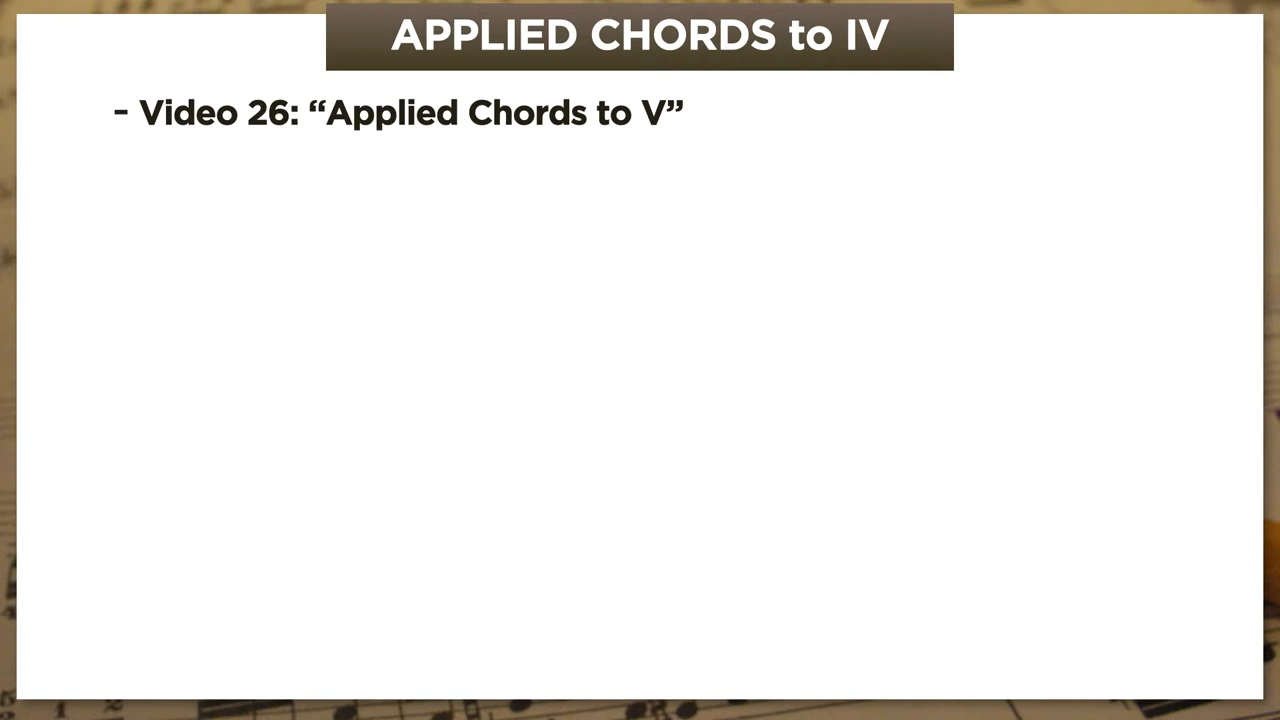 APPLIED CHORDS to IV
- Video 26: “Applied Chords to V”